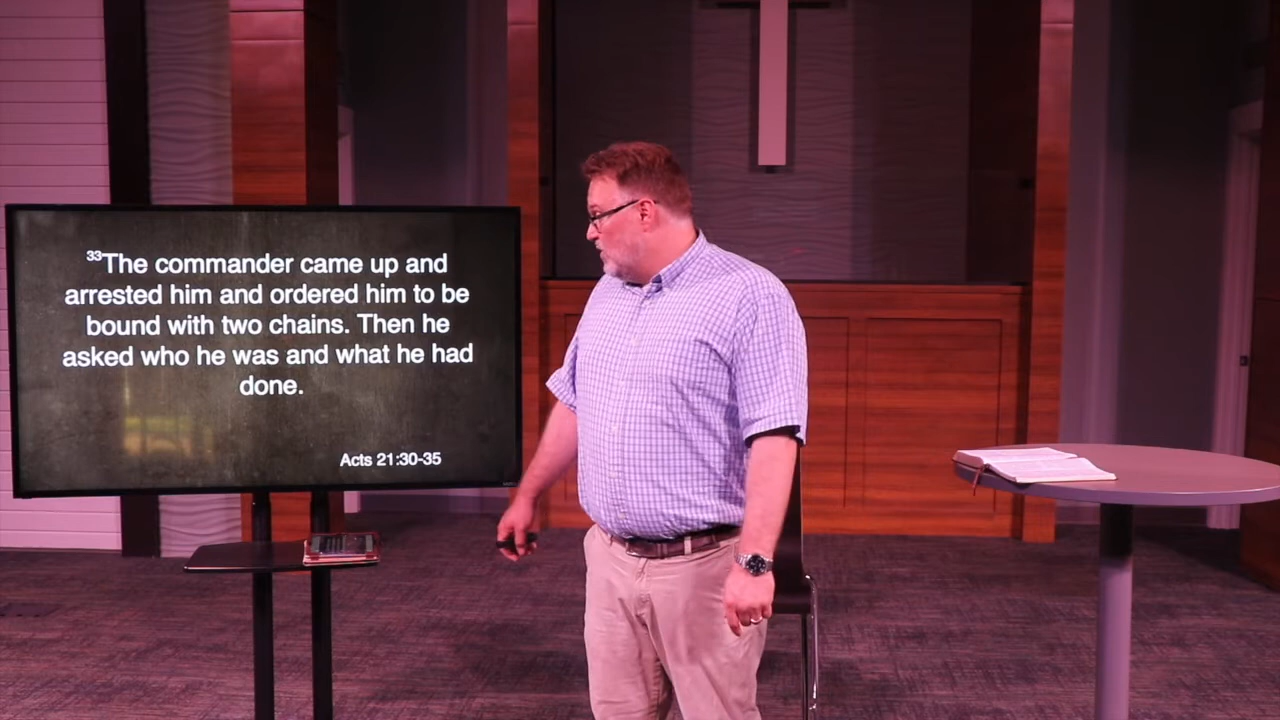 ³³The commander came up and
arrested him and ordered him to be
bound with two chains. Then he
asked who he was and what he had
done.
Acts 21:30-35